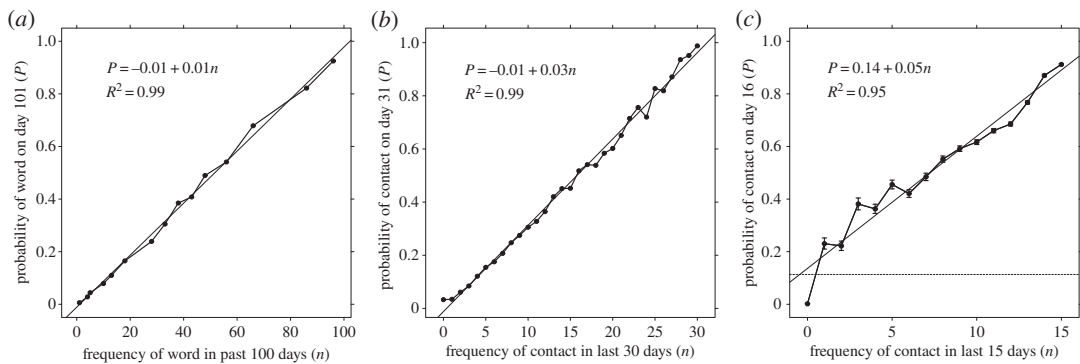 (a)
1.0
0.8
0.6
0.4
0.2
0
probability of word on day 101 (P)
P = –0.01 + 0.01n
R² = 0.99
0 20 40 60 80 100
frequency of word in past 100 days (n)
(b)
1.0
0.8
0.6
0.4
0.2
0
probability of contact on day 31 (P)
P = –0.01 + 0.03n
R² = 0.99
0 5 10 15 20 25 30
frequency of contact in last 30 days (n)
(c)
1.0
0.8
0.6
0.4
0.2
0
probability of contact on day 16 (P)
P = 0.14 + 0.05n
R² = 0.95
0 5 10 15
frequency of contact in last 15 days (n)